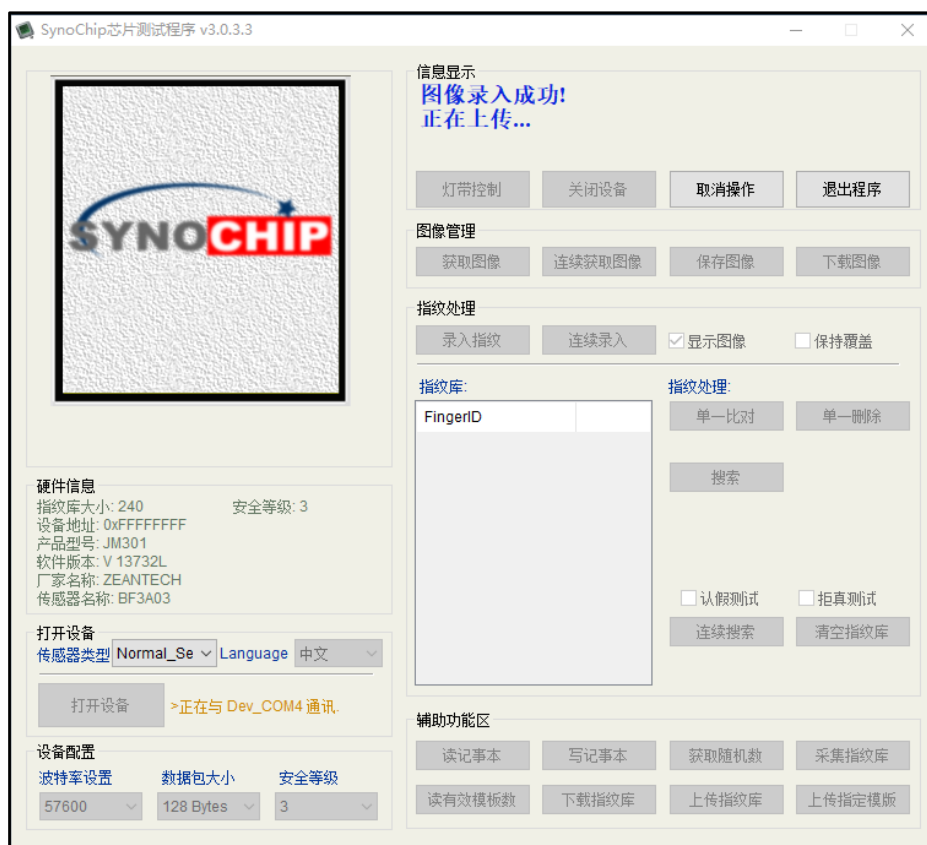 SynoChip芯片测试程序 v3.0.3.3
SYNOCHIP
硬件信息
指纹库大小: 240 安全等级: 3
设备地址: 0xFFFFFFFF
产品型号: JM301
软件版本: V 13732L
厂家名称: ZEANTECH
传感器名称: BF3A03
打开设备
传感器类型 Normal_Se Language 中文
打开设备 >正在与 Dev_COM4 通讯.
设备配置
波特率设置 数据包大小 安全等级
57600 128 Bytes 3
信息显示
图像录入成功!
正在上传...
灯带控制 关闭设备 取消操作 退出程序
图像管理
获取图像 连续获取图像 保存图像 下载图像
指纹处理
录入指纹 连续录入 显示图像 保持覆盖
指纹库: 指纹处理:
FingerID 单一比对 单一删除
搜索
认假测试 拒真测试
连续搜索 清空指纹库
辅助功能区
读记事本 写记事本 获取随机数 采集指纹库
读有效模板数 下载指纹库 上传指纹库 上传指定模版